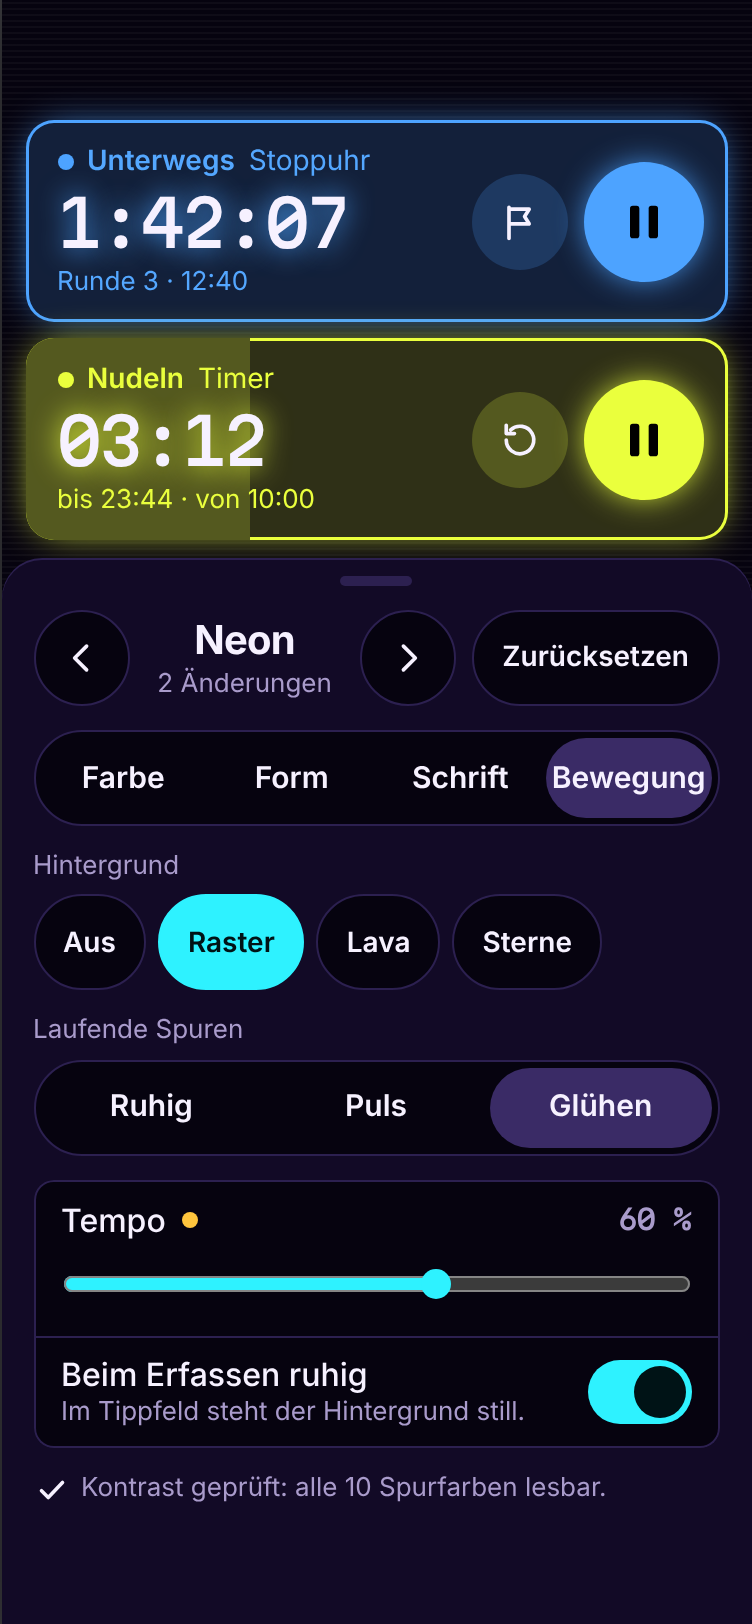 Unterwegs Stoppuhr
1:42:07
Runde 3 · 12:40
Nudeln Timer
03:12
bis 23:44 · von 10:00
Neon
2 Änderungen
Zurücksetzen
Farbe Form Schrift Bewegung
Hintergrund
Aus Raster Lava Sterne
Laufende Spuren
Ruhig Puls Glühen
Tempo 60 %
Beim Erfassen ruhig
Im Tippfeld steht der Hintergrund still.
Kontrast geprüft: alle 10 Spurfarben lesbar.